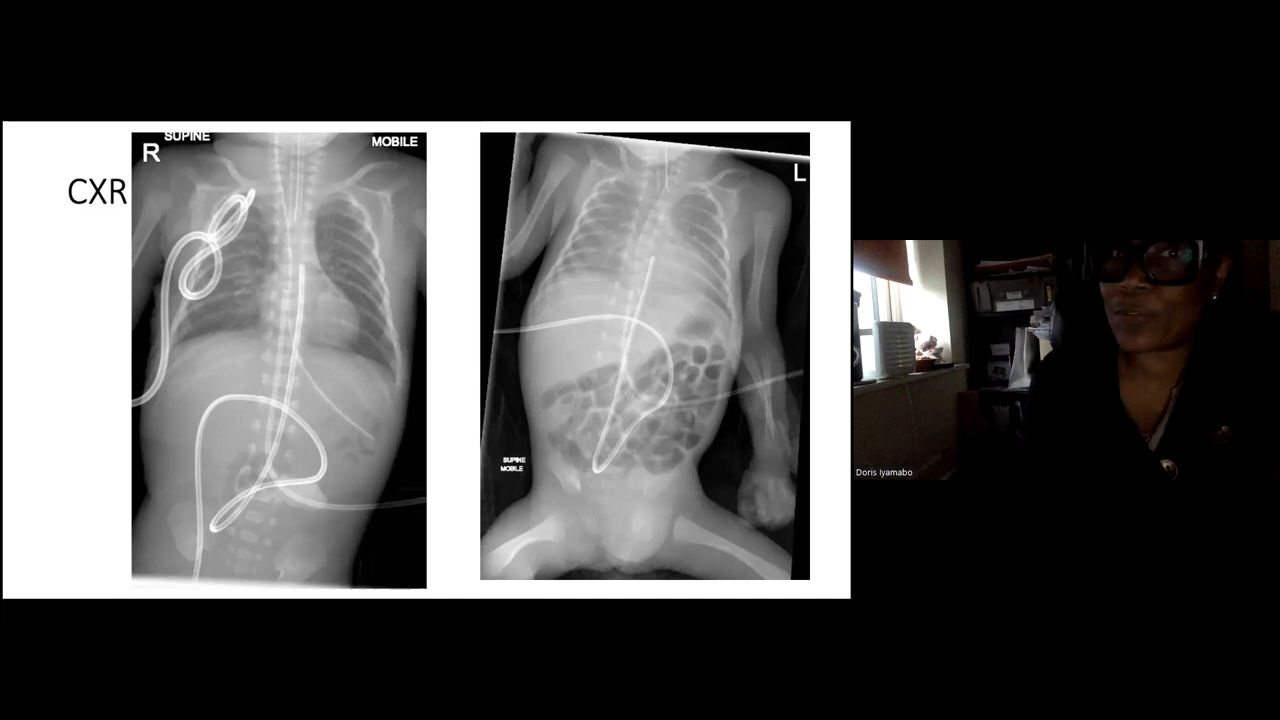 CXR
SUPINE
R
MOBILE
L
SUPINE
MOBILE
Doris Iyamabo